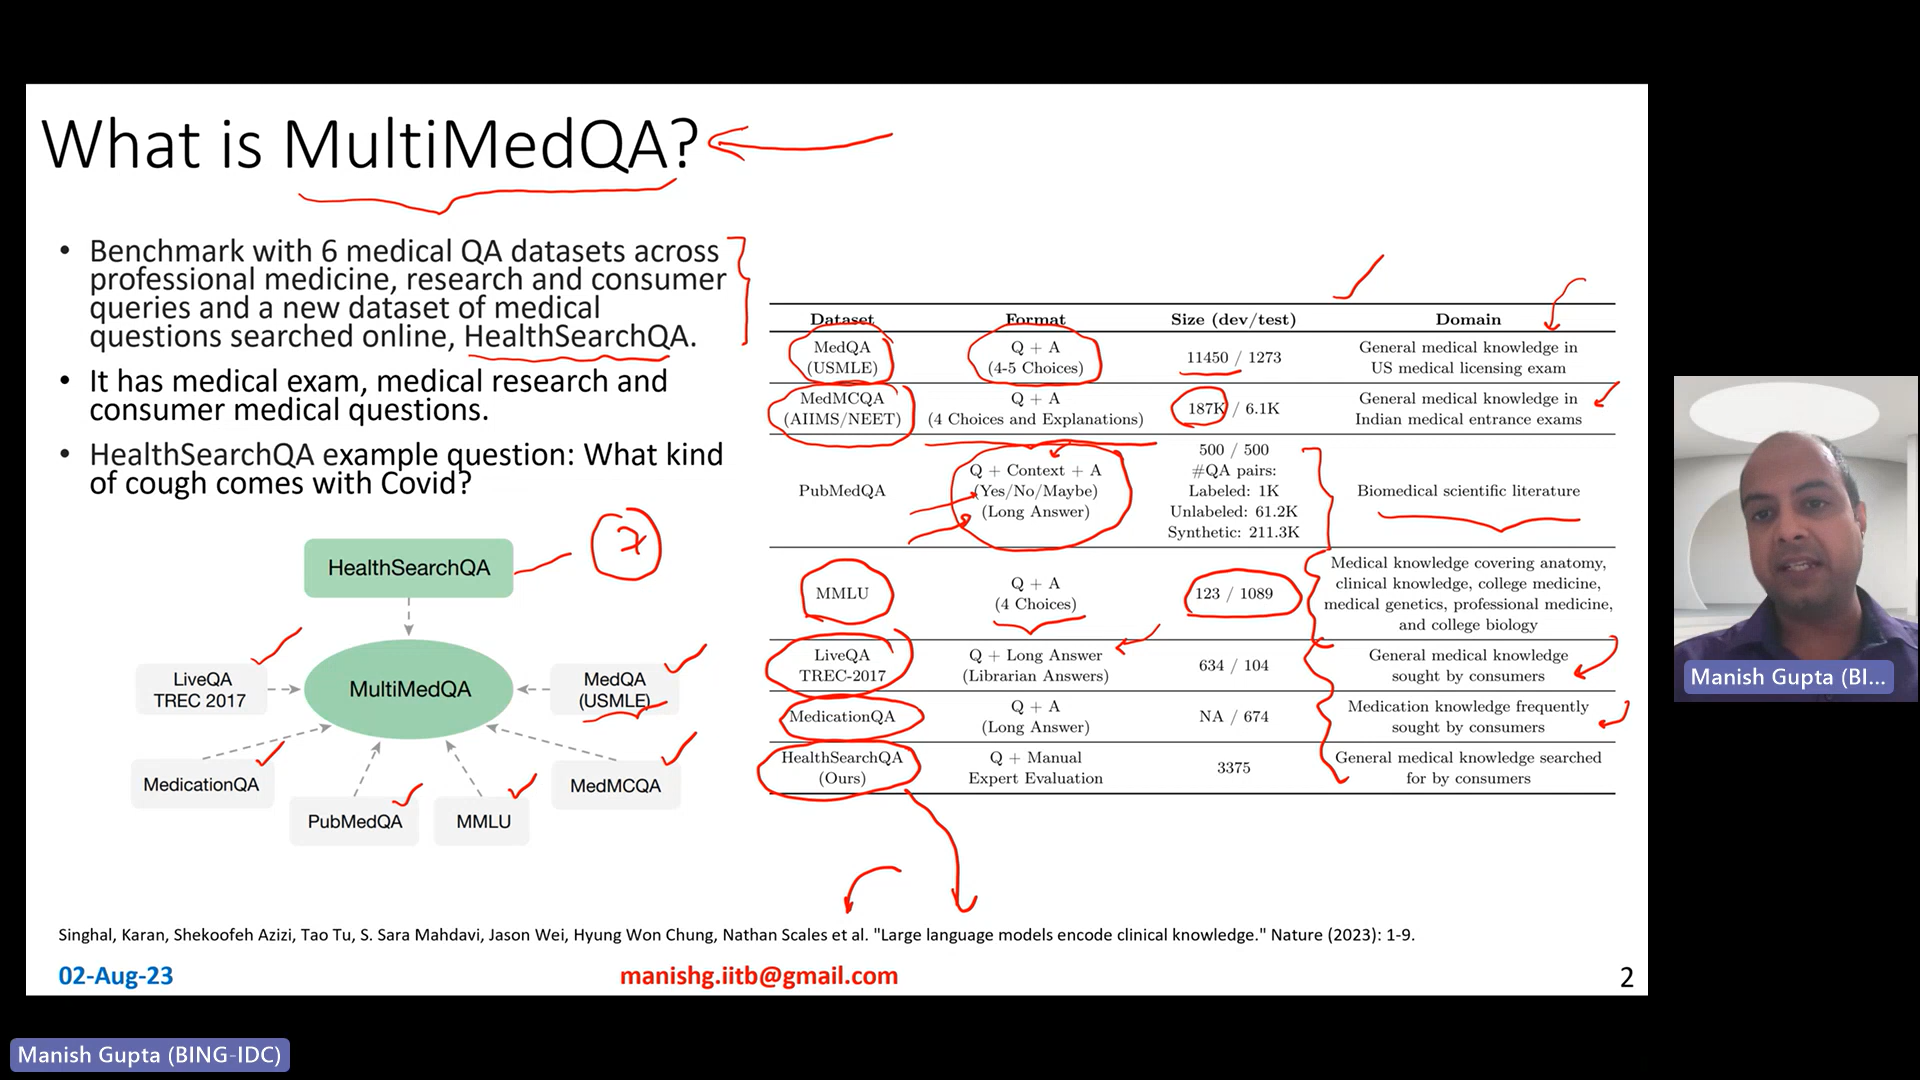 What is MultiMedQA?
• Benchmark with 6 medical QA datasets across
professional medicine, research and consumer
queries and a new dataset of medical
questions searched online, HealthSearchQA.
• It has medical exam, medical research and
consumer medical questions.
• HealthSearchQA example question: What kind
of cough comes with Covid?
7
HealthSearchQA
MultiMedQA
LiveQA
TREC 2017
MedQA
(USMLE)
MedicationQA
PubMedQA
MMLU
MedMCQA
Dataset Format Size (dev/test) Domain
MedQA
(USMLE)
Q + A
(4-5 Choices)
11450 / 1273
General medical knowledge in
US medical licensing exam
MedMCQA
(AIIMS/NEET)
Q + A
(4 Choices and Explanations)
187K / 6.1K
General medical knowledge in
Indian medical entrance exams
PubMedQA
Q + Context + A
(Yes/No/Maybe)
(Long Answer)
500 / 500
#QA pairs:
Labeled: 1K
Unlabeled: 61.2K
Synthetic: 211.3K
Biomedical scientific literature
MMLU
Q + A
(4 Choices)
123 / 1089
Medical knowledge covering anatomy,
clinical knowledge, college medicine,
medical genetics, professional medicine,
and college biology
LiveQA
TREC-2017
Q + Long Answer
(Librarian Answers)
634 / 104
General medical knowledge
sought by consumers
MedicationQA
Q + A
(Long Answer)
NA / 674
Medication knowledge frequently
sought by consumers
HealthSearchQA
(Ours)
Q + Manual
Expert Evaluation
3375
General medical knowledge searched
for by consumers
Singhal, Karan, Shekoofeh Azizi, Tao Tu, S. Sara Mahdavi, Jason Wei, Hyung Won Chung, Nathan Scales et al. "Large language models encode clinical knowledge." Nature (2023): 1-9.
02-Aug-23
manishg.iitb@gmail.com
2
Manish Gupta (BI...
Manish Gupta (BING-IDC)